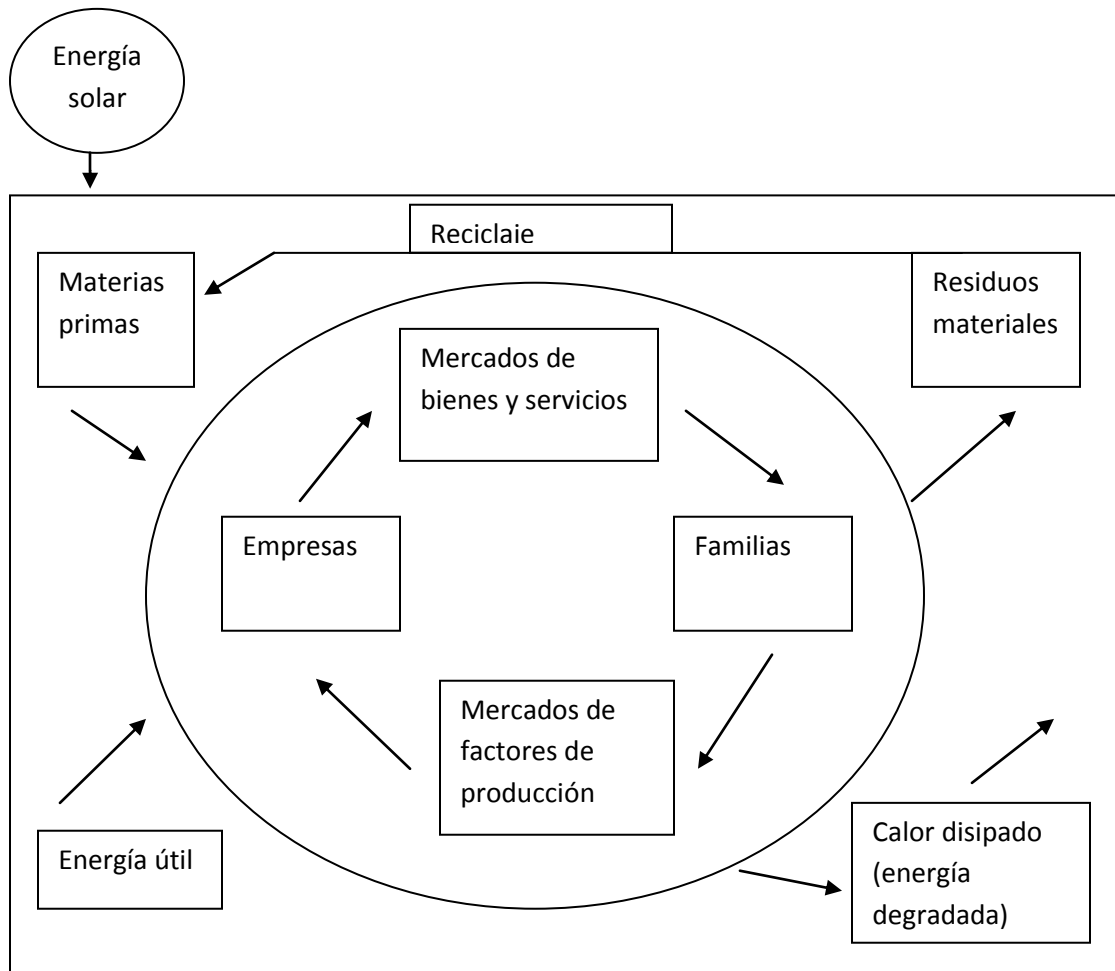 Energía
solar
Reciclaje
Materias
primas
Residuos
materiales
Mercados de
bienes y servicios
Empresas
Familias
Mercados de
factores de
producción
Energía útil
Calor disipado
(energía
degradada)